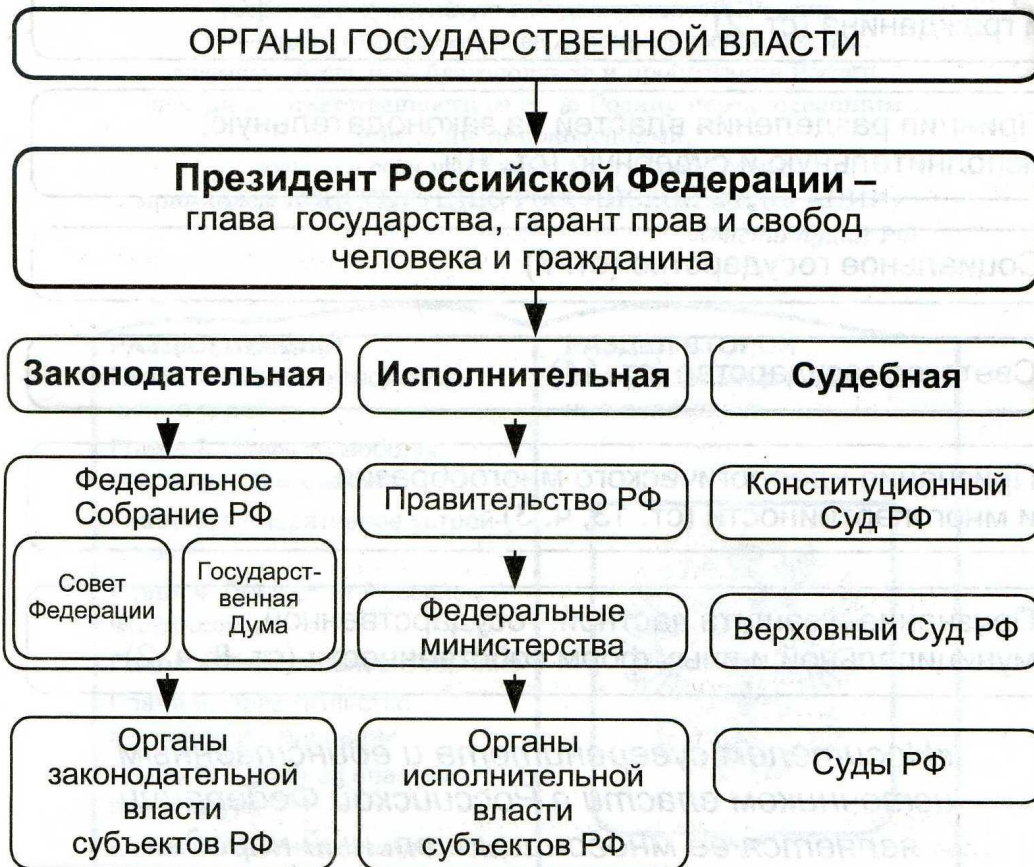 ОРГАНЫ ГОСУДАРСТВЕННОЙ ВЛАСТИ
Президент Российской Федерации –
глава государства, гарант прав и свобод
человека и гражданина
Законодательная
Исполнительная
Судебная
Федеральное
Собрание РФ
Совет
Федерации
Государст-
венная
Дума
Органы
законодательной
власти
субъектов РФ
Правительство РФ
Федеральные
министерства
Органы
исполнительной
власти
субъектов РФ
Конституционный
Суд РФ
Верховный Суд РФ
Суды РФ